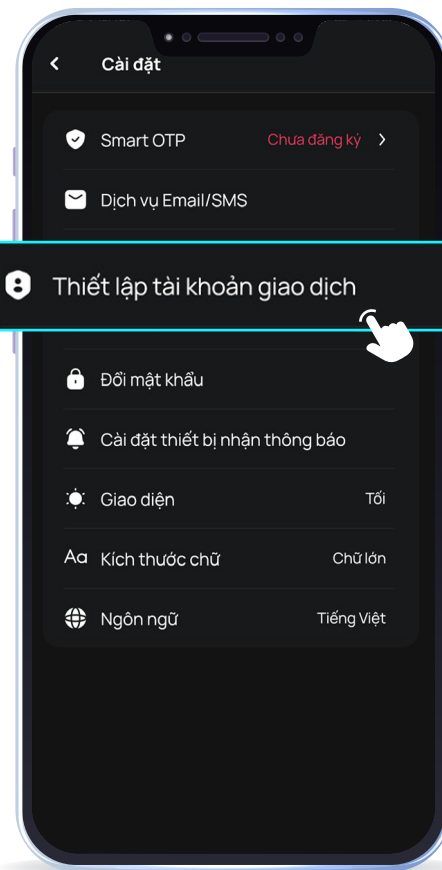 Cài đặt
Smart OTP Chưa đăng ký
Dịch vụ Email/SMS
Thiết lập tài khoản giao dịch
Đổi mật khẩu
Cài đặt thiết bị nhận thông báo
Giao diện Tối
Aa Kích thước chữ Chữ lớn
Ngôn ngữ Tiếng Việt